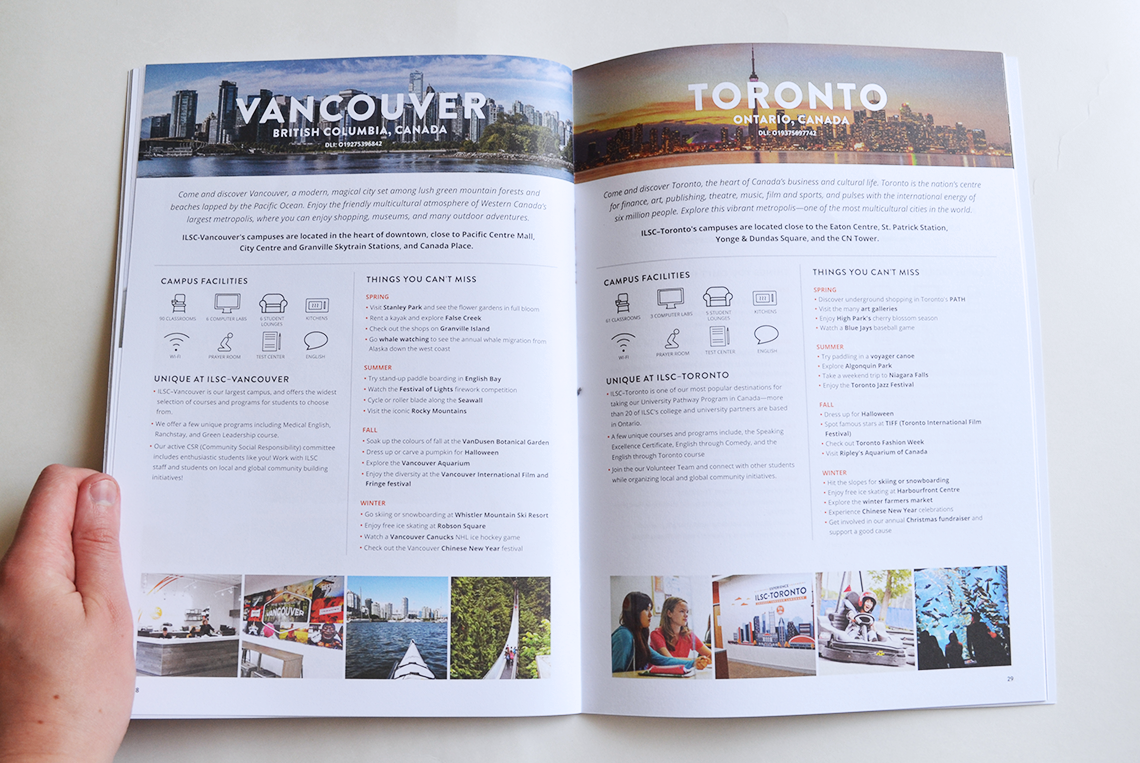 VANCOUVER
BRITISH COLUMBIA, CANADA
DLI: O19275396842
Come and discover Vancouver, a modern, magical city set among lush green mountain forests and
beaches lapped by the Pacific Ocean. Enjoy the friendly multicultural atmosphere of Western Canada's
largest metropolis, where you can enjoy shopping, museums, and many outdoor adventures.
ILSC-Vancouver's campuses are located in the heart of downtown, close to Pacific Centre Mall,
City Centre and Granville Skytrain Stations, and Canada Place.
CAMPUS FACILITIES
90 CLASSROOMS
6 COMPUTER LABS
6 STUDENT
LOUNGES
KITCHENS
WI-FI
PRAYER ROOM
TEST CENTER
ENGLISH
UNIQUE AT ILSC–VANCOUVER
• ILSC–Vancouver is our largest campus, and offers the widest
selection of courses and programs for students to choose
from.
• We offer a few unique programs including Medical English,
Ranchstay, and Green Leadership course.
• Our active CSR (Community Social Responsibility) committee
includes enthusiastic students like you! Work with ILSC
staff and students on local and global community building
initiatives!
THINGS YOU CAN'T MISS
SPRING
• Visit Stanley Park and see the flower gardens in full bloom
• Rent a kayak and explore False Creek
• Check out the shops on Granville Island
• Go whale watching to see the annual whale migration from
Alaska down the west coast
SUMMER
• Try stand-up paddle boarding in English Bay
• Watch the Festival of Lights firework competition
• Cycle or roller blade along the Seawall
• Visit the iconic Rocky Mountains
FALL
• Soak up the colours of fall at the VanDusen Botanical Garden
• Dress up or carve a pumpkin for Halloween
• Explore the Vancouver Aquarium
• Enjoy the diversity at the Vancouver International Film and
Fringe festival
WINTER
• Go skiing or snowboarding at Whistler Mountain Ski Resort
• Enjoy free ice skating at Robson Square
• Watch a Vancouver Canucks NHL ice hockey game
• Check out the Vancouver Chinese New Year festival
VANCOUVER
TORONTO
ONTARIO, CANADA
DLI: O19375697742
Come and discover Toronto, the heart of Canada's business and cultural life. Toronto is the nation's centre
for finance, art, publishing, theatre, music, film and sports, and pulses with the international energy of
six million people. Explore this vibrant metropolis—one of the most multicultural cities in the world.
ILSC–Toronto's campuses are located close to the Eaton Centre, St. Patrick Station,
Yonge & Dundas Square, and the CN Tower.
CAMPUS FACILITIES
61 CLASSROOMS
3 COMPUTER LABS
5 STUDENT
LOUNGES
KITCHENS
WI-FI
PRAYER ROOM
TEST CENTER
ENGLISH
UNIQUE AT ILSC–TORONTO
• ILSC–Toronto is one of our most popular destinations for
taking our University Pathway Program in Canada—more
than 20 of ILSC's college and university partners are based
in Ontario.
• A few unique courses and programs include, the Speaking
Excellence Certificate, English through Comedy, and the
English through Toronto course
• Join the our Volunteer Team and connect with other students
while organizing local and global community initiatives.
THINGS YOU CAN'T MISS
SPRING
• Discover underground shopping in Toronto's PATH
• Visit the many art galleries
• Enjoy High Park's cherry blossom season
• Watch a Blue Jays baseball game
SUMMER
• Try paddling in a voyager canoe
• Explore Algonquin Park
• Take a weekend trip to Niagara Falls
• Enjoy the Toronto Jazz Festival
FALL
• Dress up for Halloween
• Spot famous stars at TIFF (Toronto International Film
Festival)
• Check out Toronto Fashion Week
• Visit Ripley's Aquarium of Canada
WINTER
• Hit the slopes for skiing or snowboarding
• Enjoy free ice skating at Harbourfront Centre
• Explore the winter farmers market
• Experience Chinese New Year celebrations
• Get involved in our annual Christmas fundraiser and
support a good cause
EXPERIENCE
ILSC-TORONTO
29